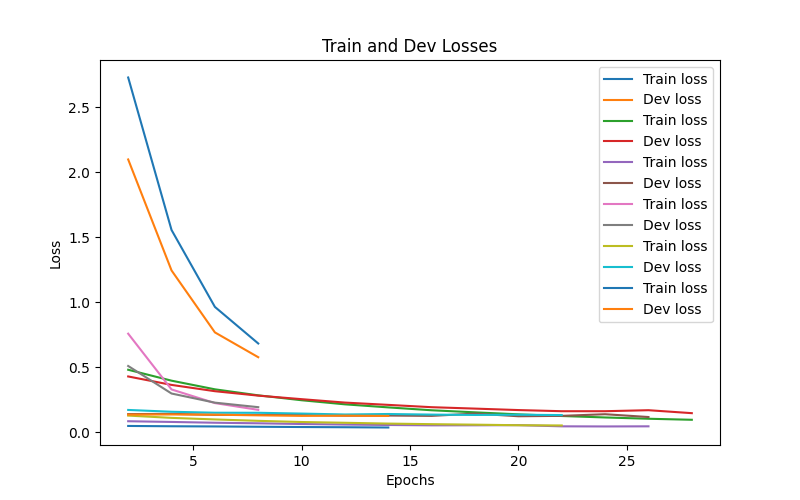 Train and Dev Losses
Train loss
Dev loss
Train loss
Dev loss
Train loss
Dev loss
Train loss
Dev loss
Train loss
Dev loss
Train loss
Dev loss
2.5
2.0
1.5
1.0
0.5
0.0
Loss
5
10
15
20
25
Epochs